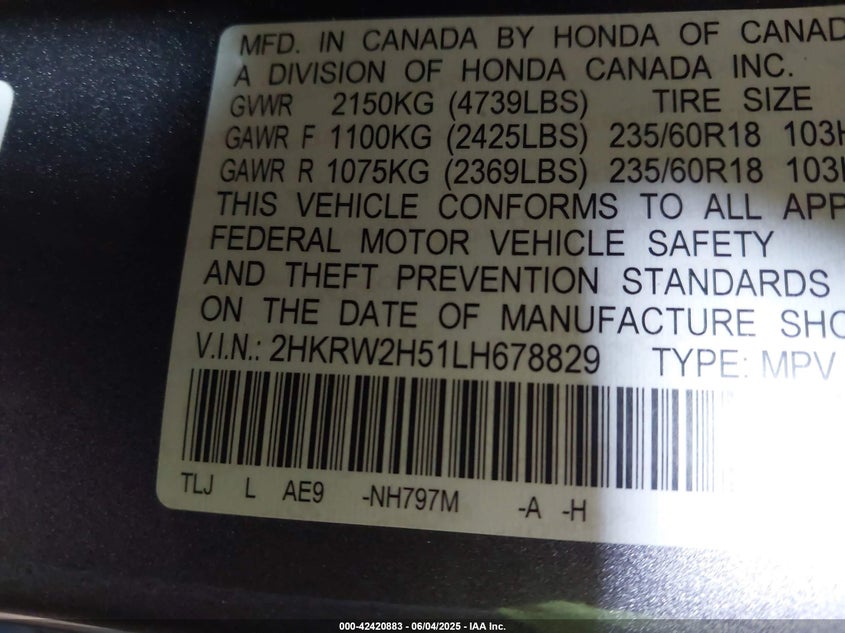 MFD. IN CANADA BY HONDA OF CANAD
A DIVISION OF HONDA CANADA INC.
GVWR 2150KG (4739LBS) TIRE SIZE
GAWR F 1100KG (2425LBS) 235/60R18 103H
GAWR R 1075KG (2369LBS) 235/60R18 103H
THIS VEHICLE CONFORMS TO ALL APP
FEDERAL MOTOR VEHICLE SAFETY
AND THEFT PREVENTION STANDARDS
ON THE DATE OF MANUFACTURE SHO
V.I.N.: 2HKRW2H51LH678829 TYPE: MPV
TLJ L AE9 -NH797M -A -H
000-42420883 - 06/04/2025 - IAA Inc.